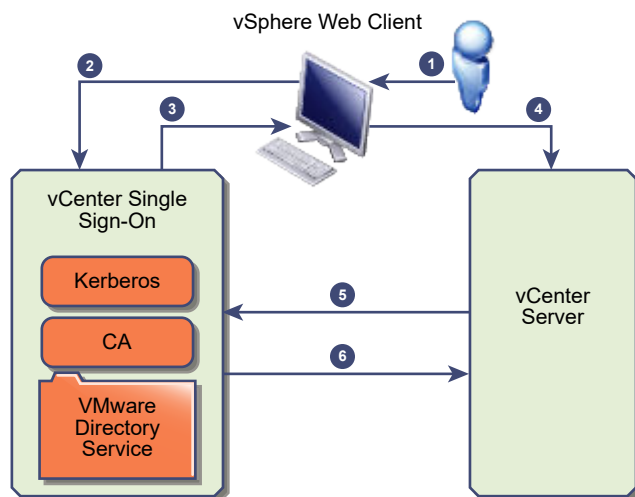 vSphere Web Client
1
2
3
4
vCenter Single
Sign-On
Kerberos
CA
VMware
Directory
Service
5
6
vCenter
Server